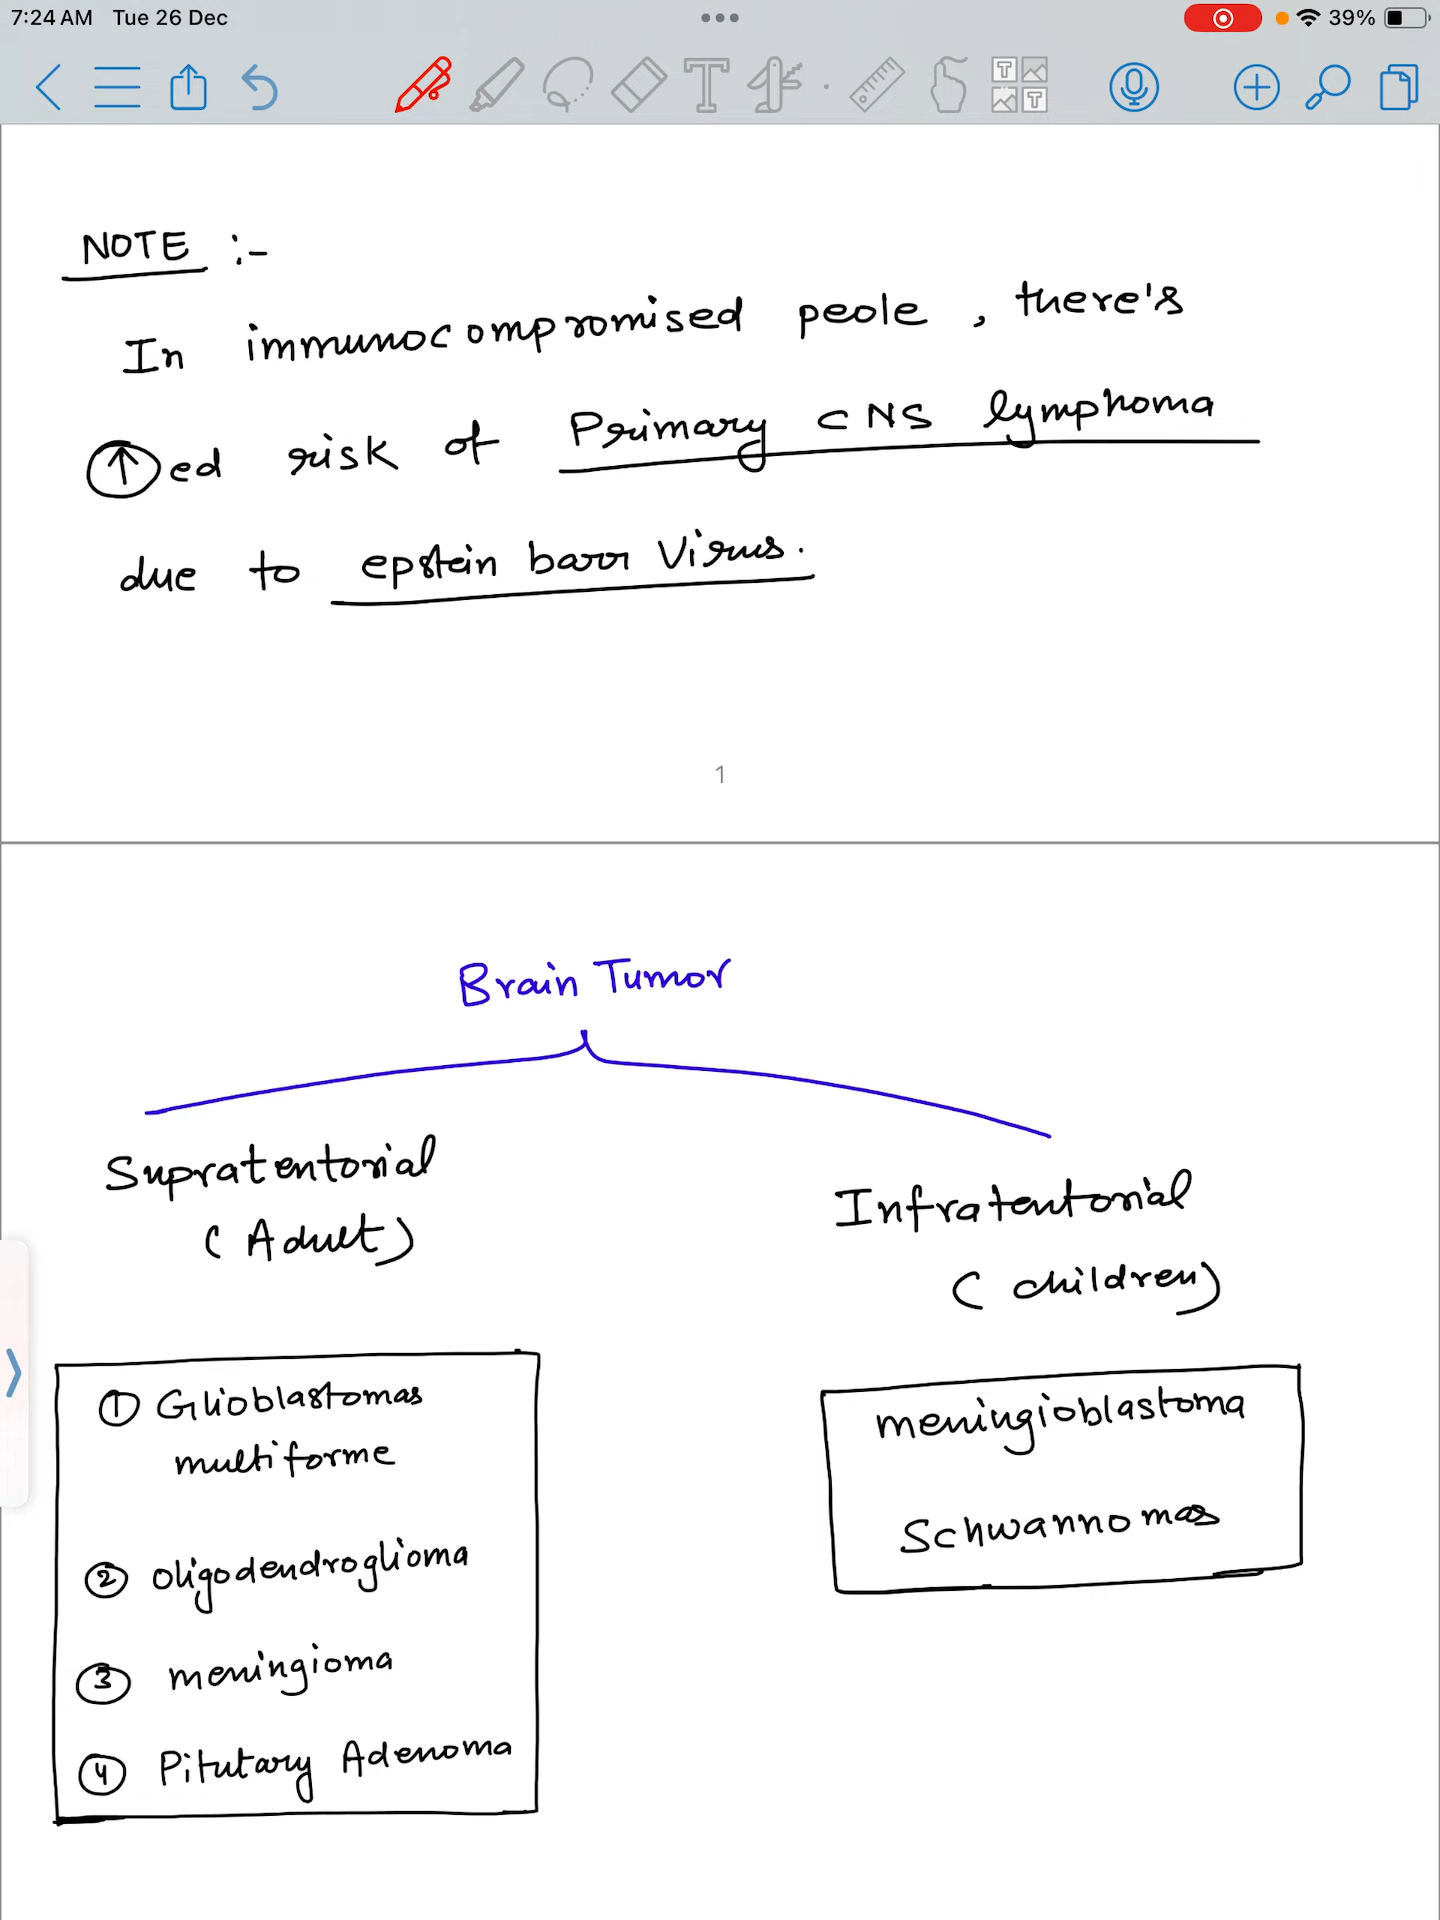 7:24 AM Tue 26 Dec
39%
NOTE :-
In immunocompromised peole, there's
↑ed risk of Primary CNS lymphoma
due to epstein barr Virus.
1
Brain Tumor
Supratentorial
(Adult)
Infratentorial
(children)
① Glioblastomas
multiforme
② oligodendroglioma
③ meningioma
④ Pitutary Adenoma
meningioblastoma
Schwannomas